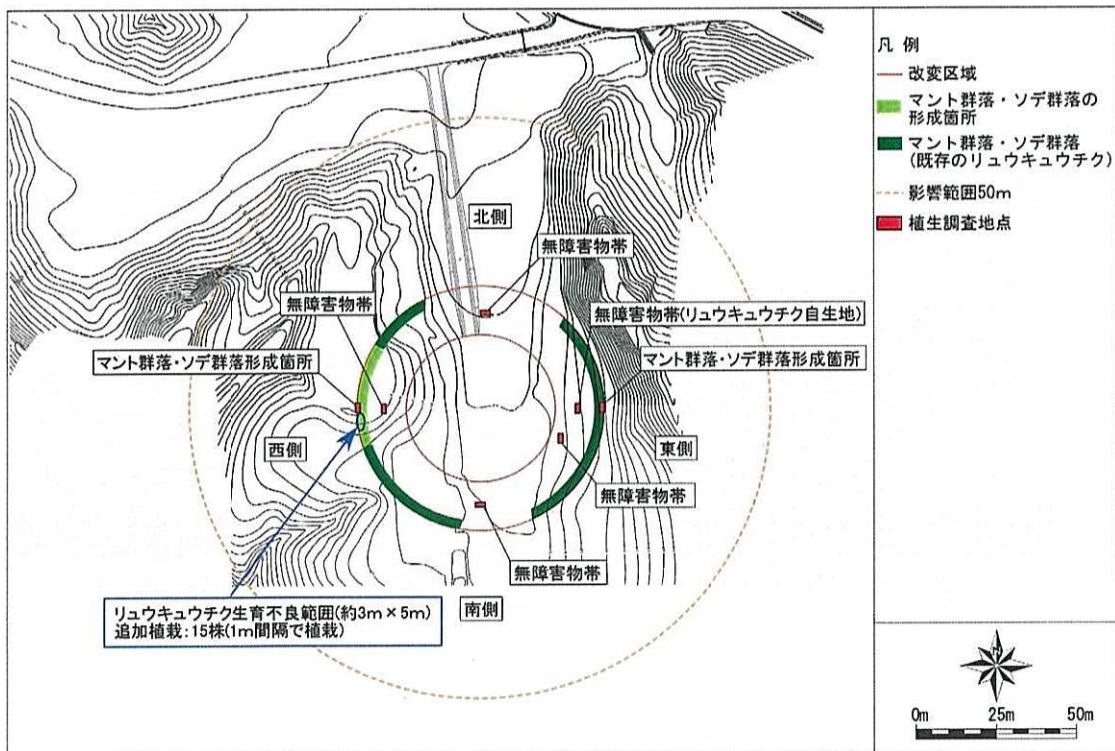 凡 例
改変区域
マント群落・ソデ群落の
形成箇所
マント群落・ソデ群落
(既存のリュウキュウチク)
影響範囲50m
植生調査地点
北側
無障害物帯
無障害物帯
無障害物帯(リュウキュウチク自生地)
マント群落・ソデ群落形成箇所
マント群落・ソデ群落形成箇所
西側
東側
無障害物帯
無障害物帯
南側
リュウキュウチク生育不良範囲(約3m×5m)
追加植栽:15株(1m間隔で植栽)
0m 25m 50m